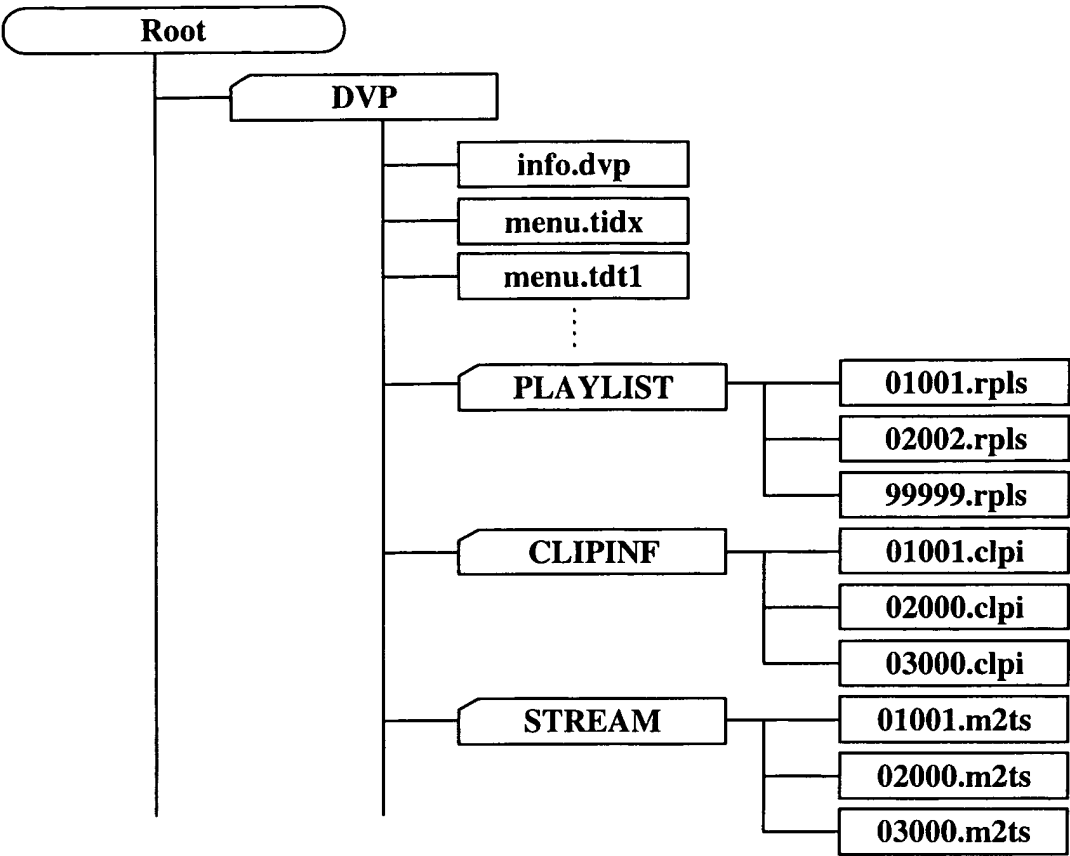 Root
DVP
info.dvp
menu.tidx
menu.tdt1
PLAYLIST
01001.rpls
02002.rpls
99999.rpls
CLIPINF
01001.clpi
02000.clpi
03000.clpi
STREAM
01001.m2ts
02000.m2ts
03000.m2ts